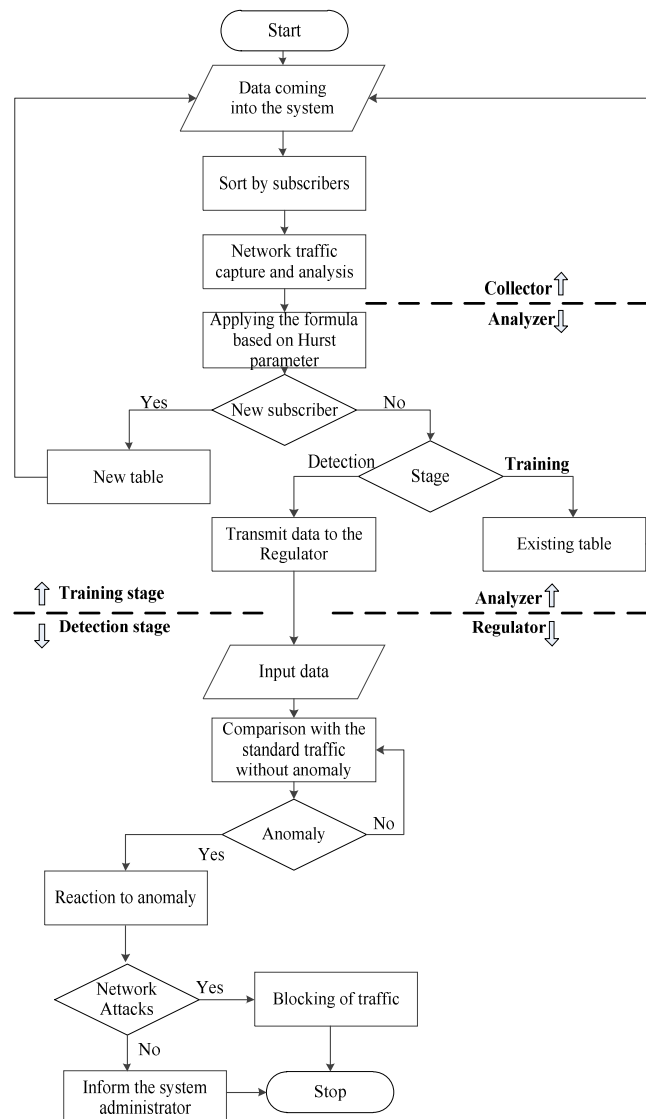 Start
Data coming
into the system
Sort by subscribers
Network traffic
capture and analysis
Collector
Analyzer
Applying the formula
based on Hurst
parameter
Yes
New subscriber
No
New table
Detection
Stage
Training
Transmit data to the
Regulator
Existing table
Training stage
Detection stage
Analyzer
Regulator
Input data
Comparison with the
standard traffic
without anomaly
Anomaly
No
Yes
Reaction to anomaly
Network
Attacks
Yes
Blocking of traffic
No
Inform the system
administrator
Stop